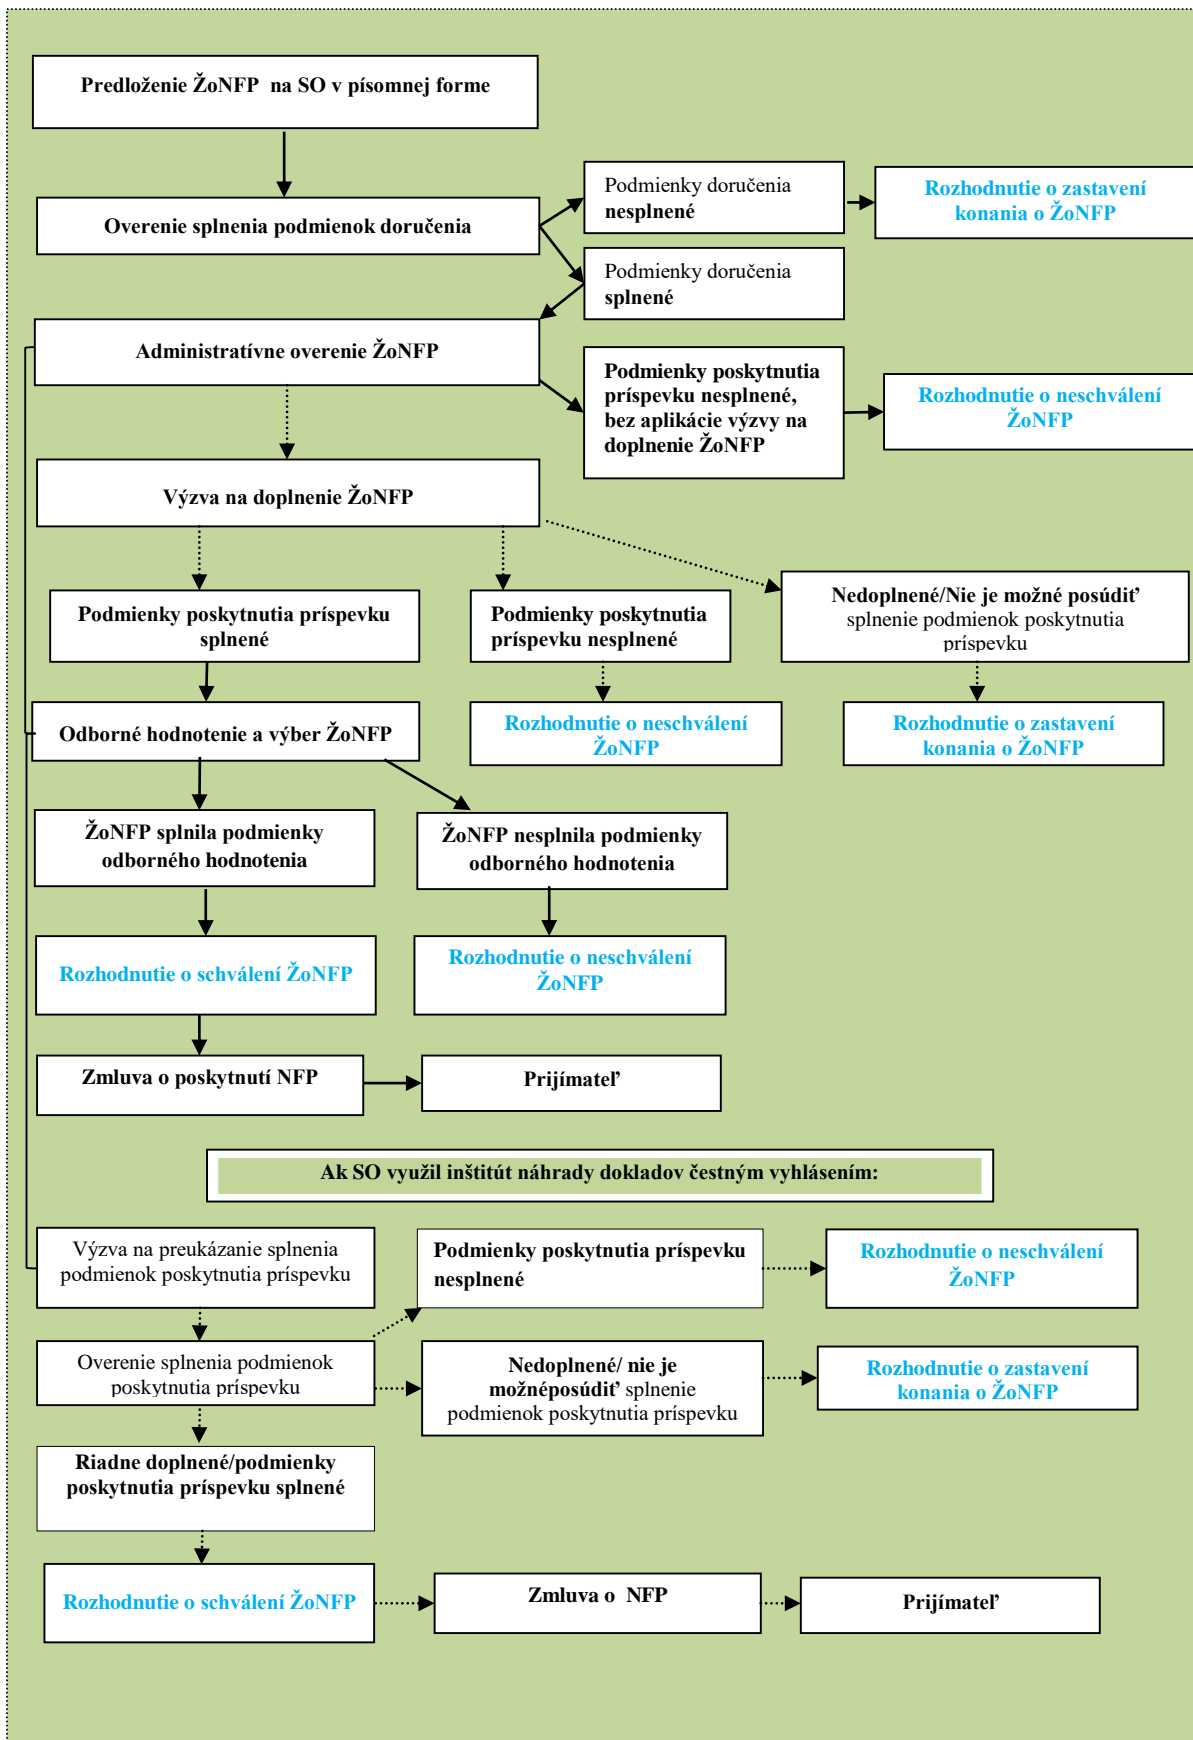 Predloženie ŽoNFP na SO v písomnej forme
Podmienky doručenia
nesplnené
Rozhodnutie o zastavení
konania o ŽoNFP
Overenie splnenia podmienok doručenia
Podmienky doručenia
splnené
Administratívne overenie ŽoNFP
Podmienky poskytnutia
príspevku nesplnené,
bez aplikácie výzvy na
doplnenie ŽoNFP
Rozhodnutie o neschválení
ŽoNFP
Výzva na doplnenie ŽoNFP
Podmienky poskytnutia príspevku
splnené
Podmienky poskytnutia
príspevku nesplnené
Nedoplnené/Nie je možné posúdiť
splnenie podmienok poskytnutia
príspevku
Odborné hodnotenie a výber ŽoNFP
Rozhodnutie o neschválení
ŽoNFP
Rozhodnutie o zastavení
konania o ŽoNFP
ŽoNFP splnila podmienky
odborného hodnotenia
ŽoNFP nesplnila podmienky
odborného hodnotenia
Rozhodnutie o schválení ŽoNFP
Rozhodnutie o neschválení
ŽoNFP
Zmluva o poskytnutí NFP
Prijímateľ
Ak SO využil inštitút náhrady dokladov čestným vyhlásením:
Výzva na preukázanie splnenia
podmienok poskytnutia príspevku
Podmienky poskytnutia príspevku
nesplnené
Rozhodnutie o neschválení
ŽoNFP
Overenie splnenia podmienok
poskytnutia príspevku
Nedoplnené/ nie je
možnéposúdiť splnenie
podmienok poskytnutia príspevku
Rozhodnutie o zastavení
konania o ŽoNFP
Riadne doplnené/podmienky
poskytnutia príspevku splnené
Rozhodnutie o schválení ŽoNFP
Zmluva o NFP
Prijímateľ